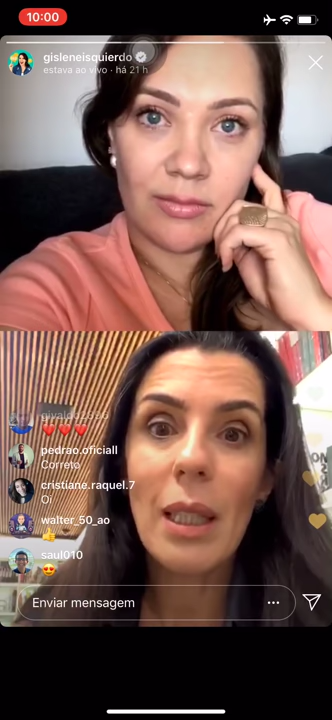 10:00
gisleneisquierdo
estava ao vivo · há 21 h
givaldo2626
❤️❤️❤️
pedrao.oficiall
Correto
cristiane.raquel.7
Oi
walter_50_ao
👍
saul010
😍
Enviar mensagem